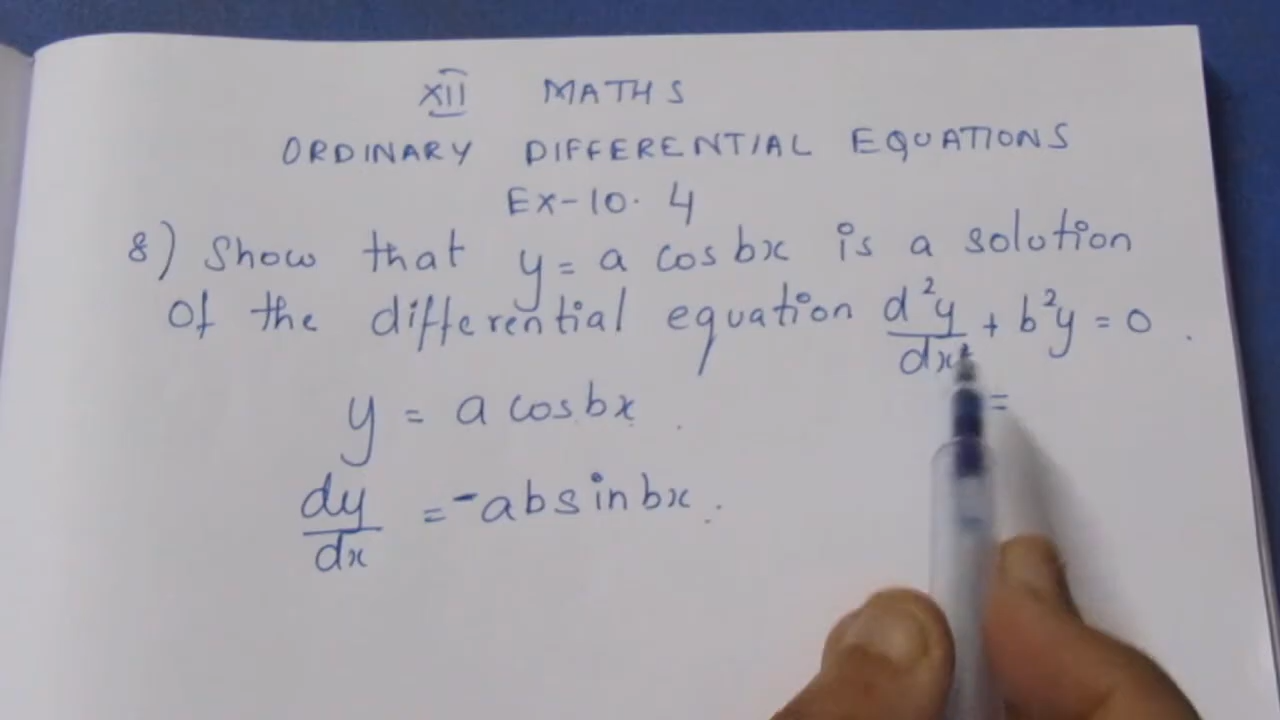 XII MATHS
ORDINARY DIFFERENTIAL EQUATIONS
EX-10.4
8) Show that y = a cos bx is a solution
Of the differential equation d²y/dx² + b²y = 0.
y = a cos bx.
dy/dx = -ab sin bx.
=